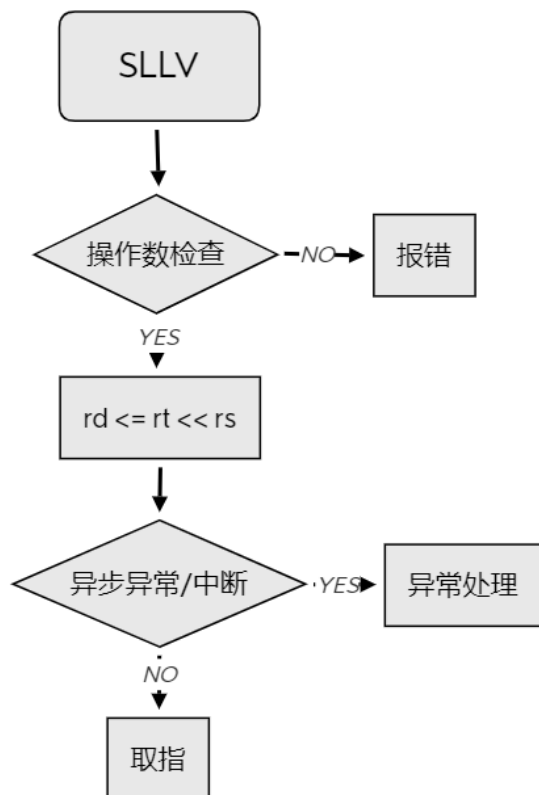 SLLV
操作数检查
NO
报错
YES
rd <= rt << rs
异步异常/中断
YES
异常处理
NO
取指